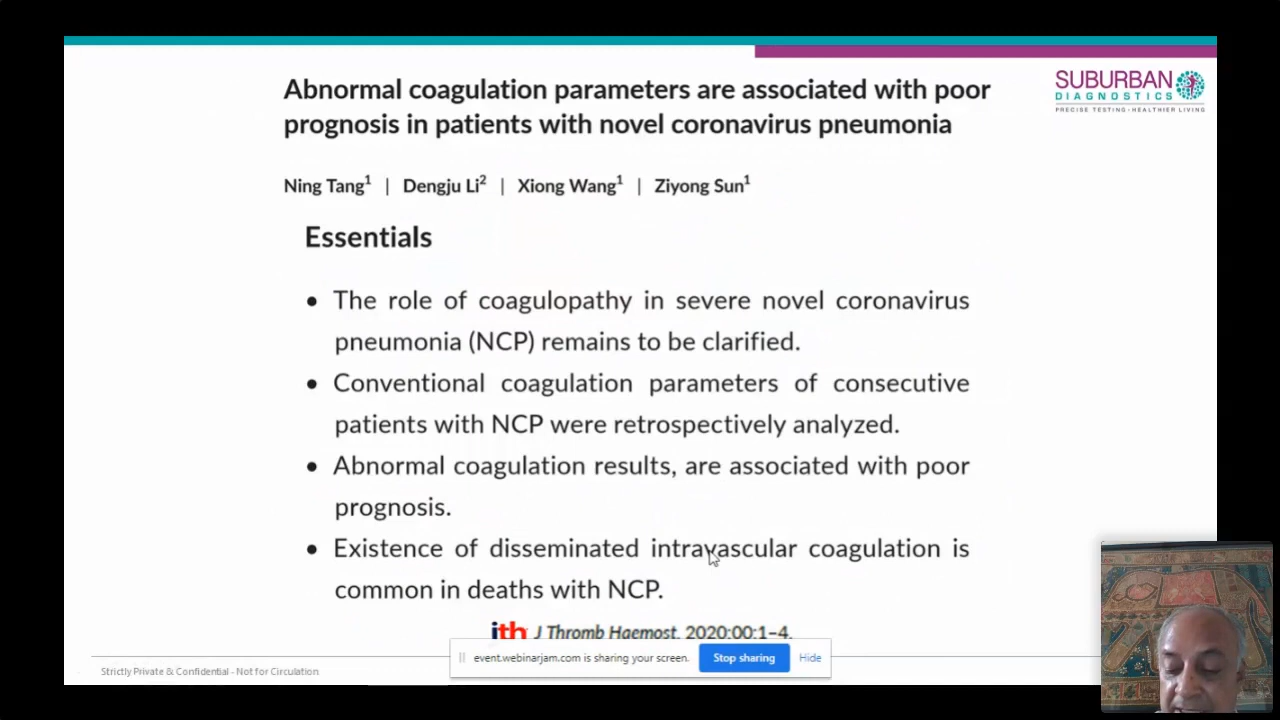 SUBURBAN
DIAGNOSTICS
PRECISE TESTING • HEALTHIER LIVING
Abnormal coagulation parameters are associated with poor
prognosis in patients with novel coronavirus pneumonia
Ning Tang1 | Dengju Li2 | Xiong Wang1 | Ziyong Sun1
Essentials
• The role of coagulopathy in severe novel coronavirus
pneumonia (NCP) remains to be clarified.
• Conventional coagulation parameters of consecutive
patients with NCP were retrospectively analyzed.
• Abnormal coagulation results, are associated with poor
prognosis.
• Existence of disseminated intravascular coagulation is
common in deaths with NCP.
jth J Thromb Haemost. 2020;00:1–4.
event.webinarjam.com is sharing your screen. Stop sharing Hide
Strictly Private & Confidential - Not for Circulation